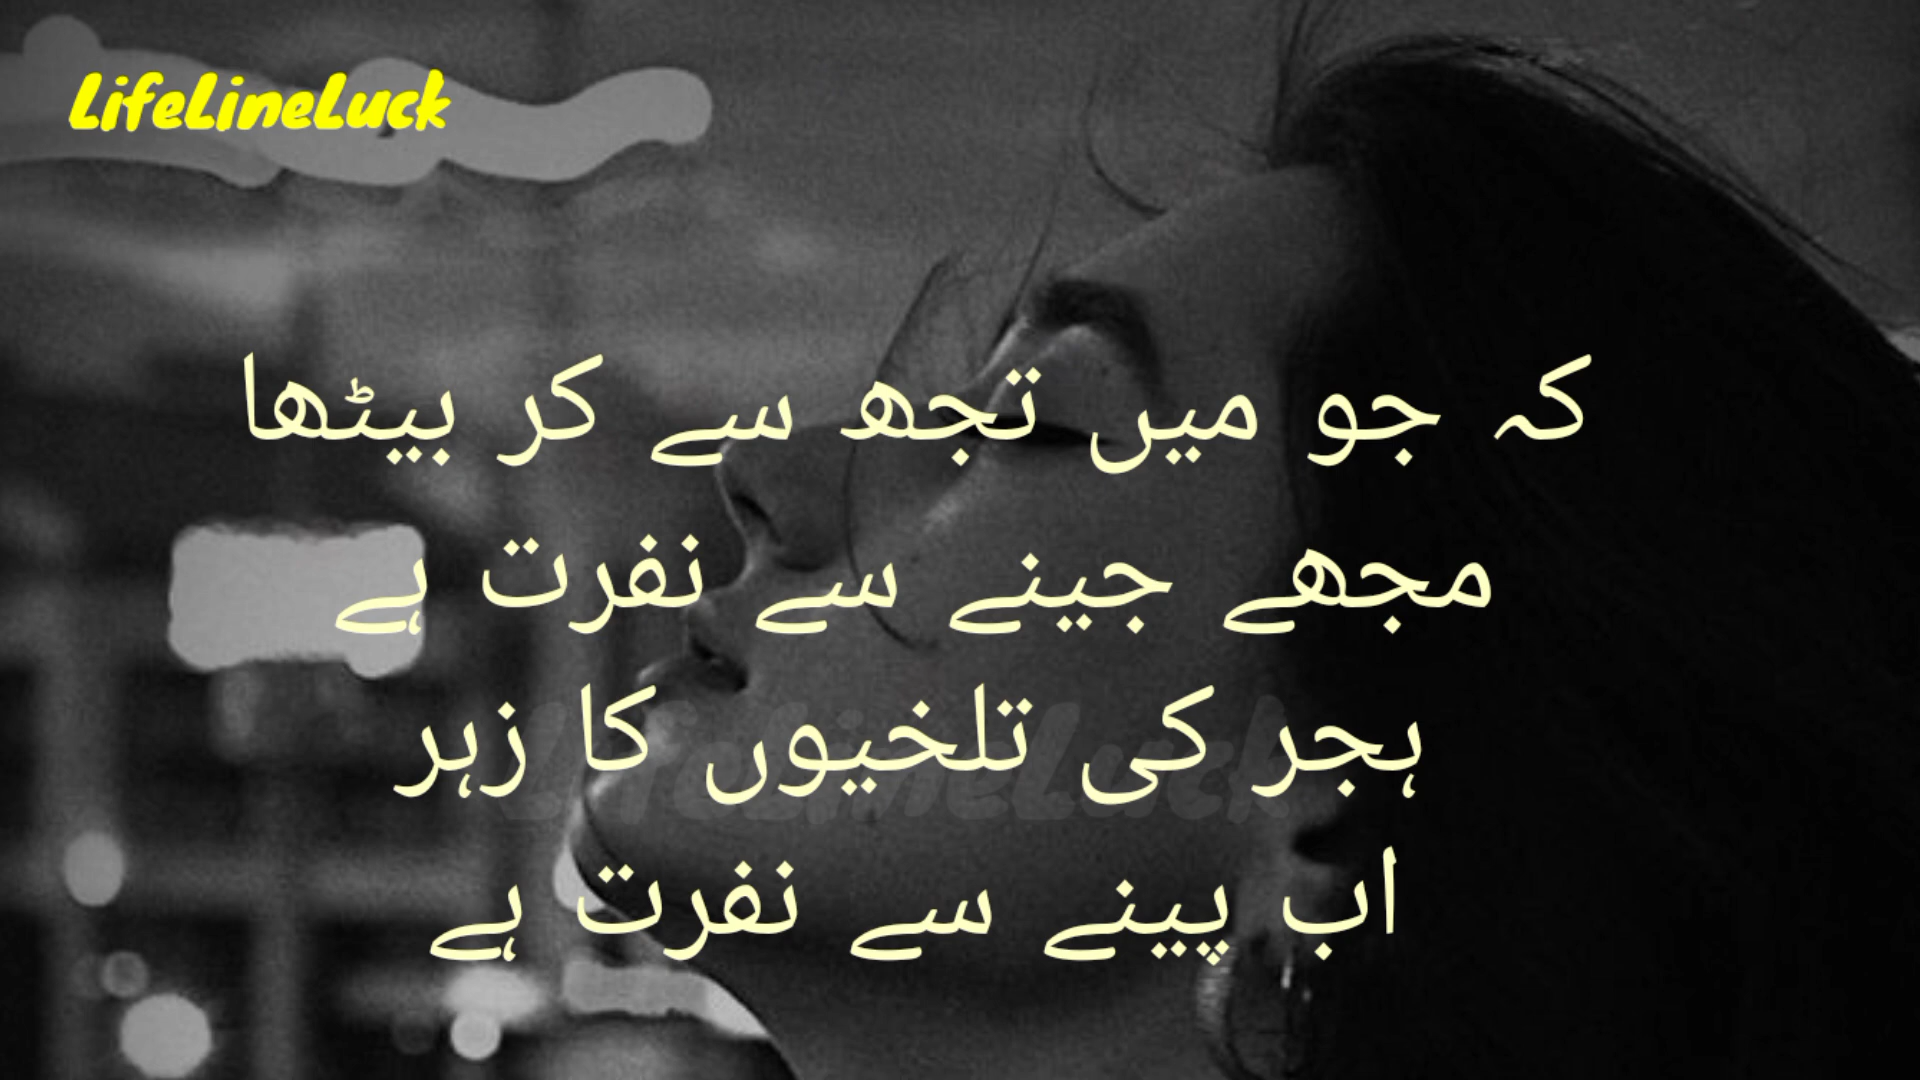 LifeLineLuck
کہ جو میں تجھ سے کر بیٹھا
مجھے جینے سے نفرت ہے
ہجر کی تلخیوں کا زہر
LifeLineLuck
اب پینے سے نفرت ہے